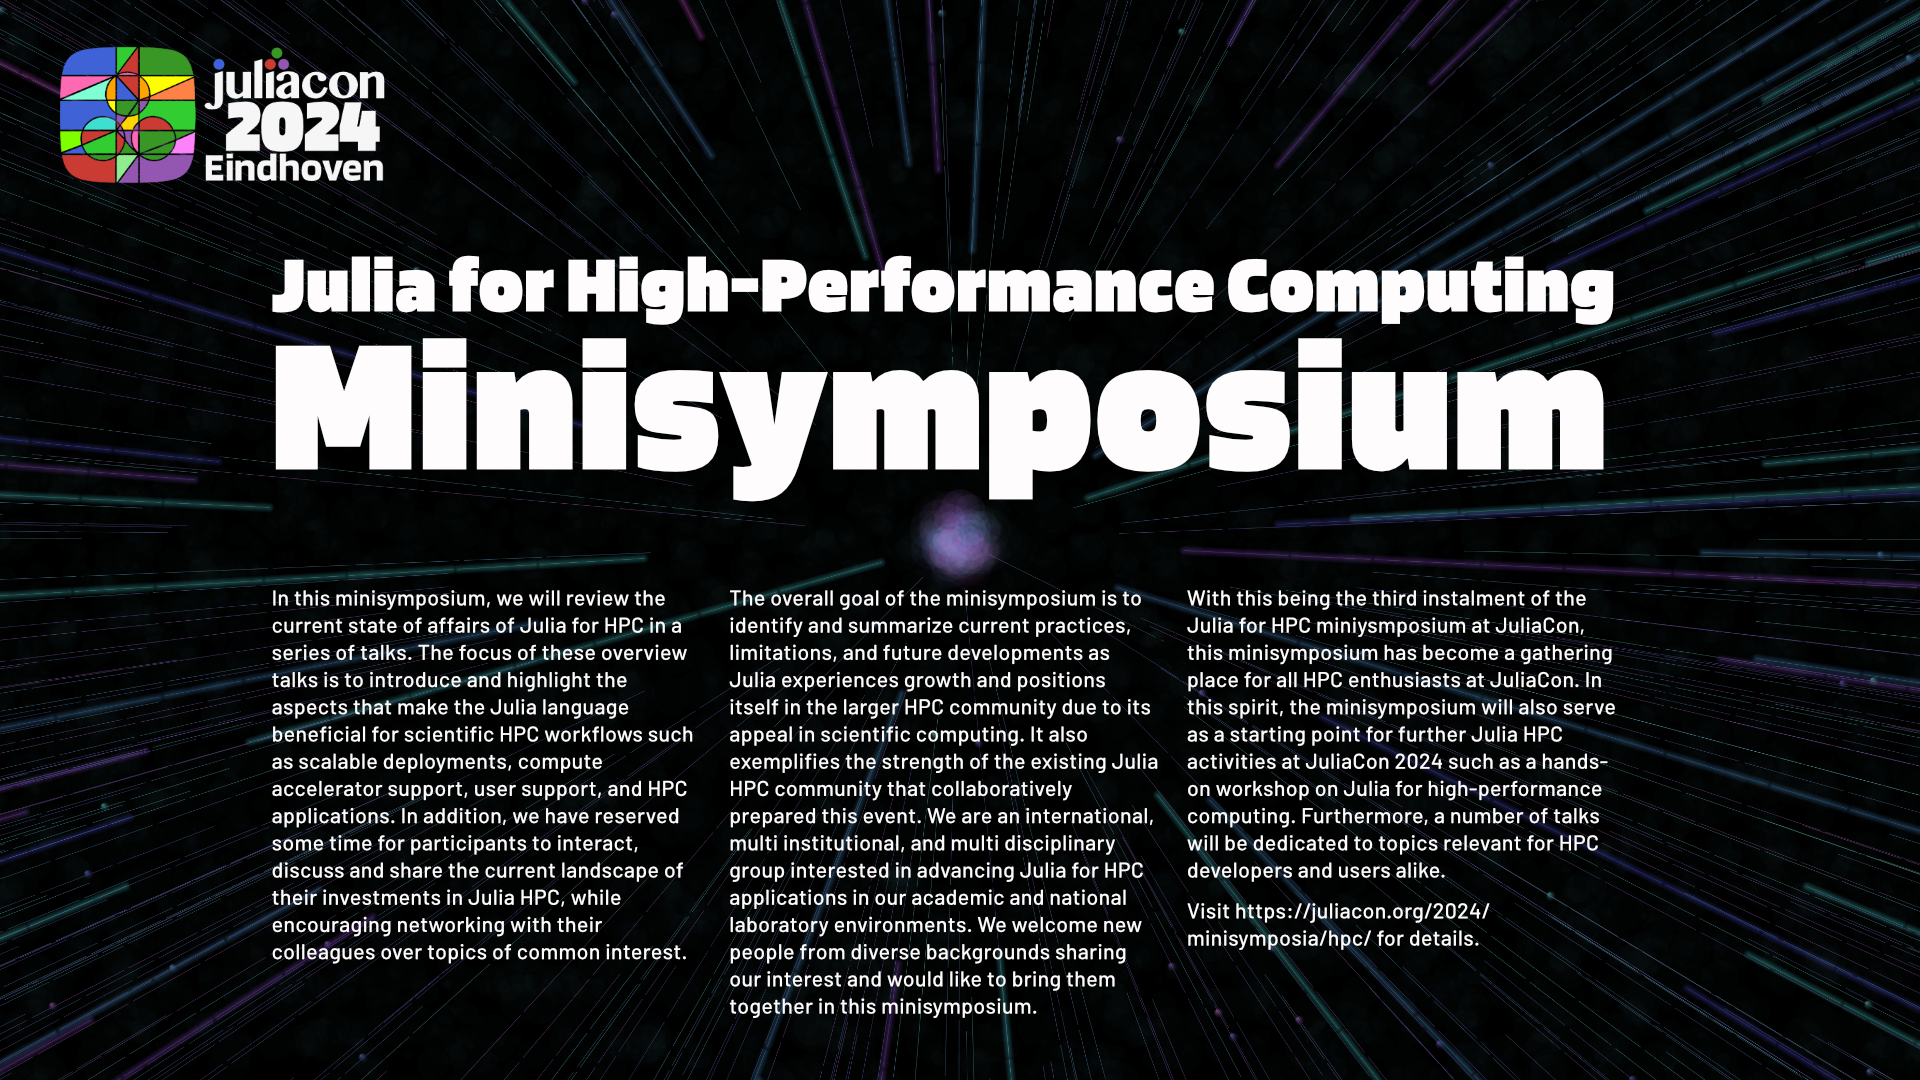 juliacon
2024
Eindhoven
Julia for High-Performance Computing
Minisymposium
In this minisymposium, we will review the
current state of affairs of Julia for HPC in a
series of talks. The focus of these overview
talks is to introduce and highlight the
aspects that make the Julia language
beneficial for scientific HPC workflows such
as scalable deployments, compute
accelerator support, user support, and HPC
applications. In addition, we have reserved
some time for participants to interact,
discuss and share the current landscape of
their investments in Julia HPC, while
encouraging networking with their
colleagues over topics of common interest.
The overall goal of the minisymposium is to
identify and summarize current practices,
limitations, and future developments as
Julia experiences growth and positions
itself in the larger HPC community due to its
appeal in scientific computing. It also
exemplifies the strength of the existing Julia
HPC community that collaboratively
prepared this event. We are an international,
multi institutional, and multi disciplinary
group interested in advancing Julia for HPC
applications in our academic and national
laboratory environments. We welcome new
people from diverse backgrounds sharing
our interest and would like to bring them
together in this minisymposium.
With this being the third instalment of the
Julia for HPC miniysmposium at JuliaCon,
this minisymposium has become a gathering
place for all HPC enthusiasts at JuliaCon. In
this spirit, the minisymposium will also serve
as a starting point for further Julia HPC
activities at JuliaCon 2024 such as a hands-
on workshop on Julia for high-performance
computing. Furthermore, a number of talks
will be dedicated to topics relevant for HPC
developers and users alike.
Visit https://juliacon.org/2024/
minisymposia/hpc/ for details.